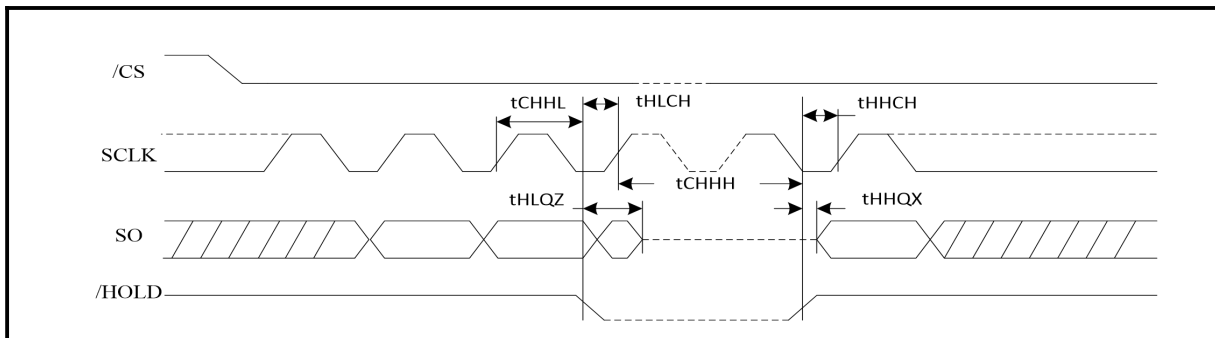 /CS
tCHHL
tHLCH
tHHCH
SCLK
tCHHH
tHLQZ
tHHQX
SO
/HOLD